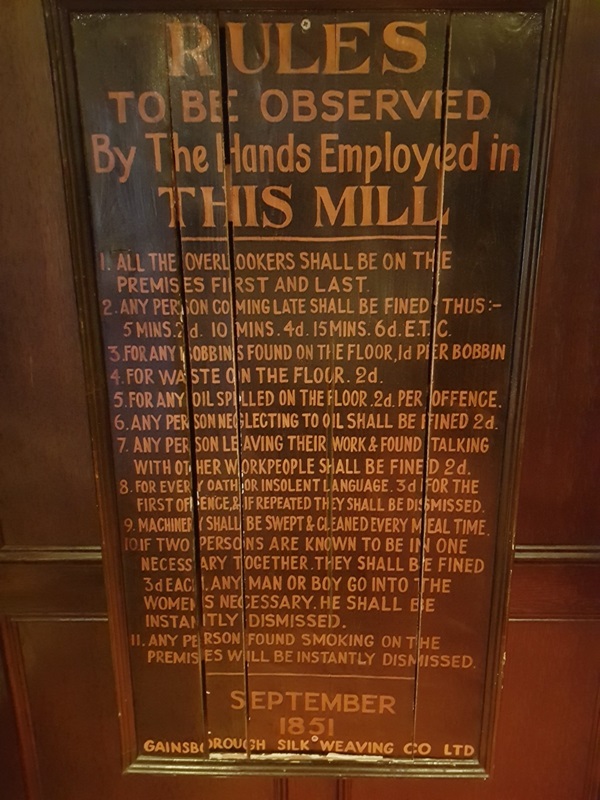 RULES
TO BE OBSERVED
By The Hands Employed in
THIS MILL
1. ALL THE OVERLOOKERS SHALL BE ON THE
PREMISES FIRST AND LAST.
2. ANY PERSON COMING LATE SHALL BE FINED THUS:-
5 MINS. 2d. 10 MINS. 4d. 15 MINS. 6d. E.T.C.
3. FOR ANY BOBBINS FOUND ON THE FLOOR, 1d PER BOBBIN
4. FOR WASTE ON THE FLOOR. 2d.
5. FOR ANY OIL SPILLED ON THE FLOOR. 2d. PER OFFENCE.
6. ANY PERSON NEGLECTING TO OIL SHALL BE FINED 2d.
7. ANY PERSON LEAVING THEIR WORK & FOUND TALKING
WITH OTHER WORKPEOPLE SHALL BE FINED 2d.
8. FOR EVERY OATH OR INSOLENT LANGUAGE. 3d FOR THE
FIRST OFFENCE, & IF REPEATED THEY SHALL BE DISMISSED.
9. MACHINERY SHALL BE SWEPT & CLEANED EVERY MEAL TIME.
10. IF TWO PERSONS ARE KNOWN TO BE IN ONE
NECESSARY TOGETHER. THEY SHALL BE FINED
3d EACH, ANY MAN OR BOY GO INTO THE
WOMENS NECESSARY. HE SHALL BE
INSTANTLY DISMISSED.
11. ANY PERSON FOUND SMOKING ON THE
PREMISES WILL BE INSTANTLY DISMISSED.
SEPTEMBER
1851
GAINSBOROUGH SILK WEAVING CO LTD